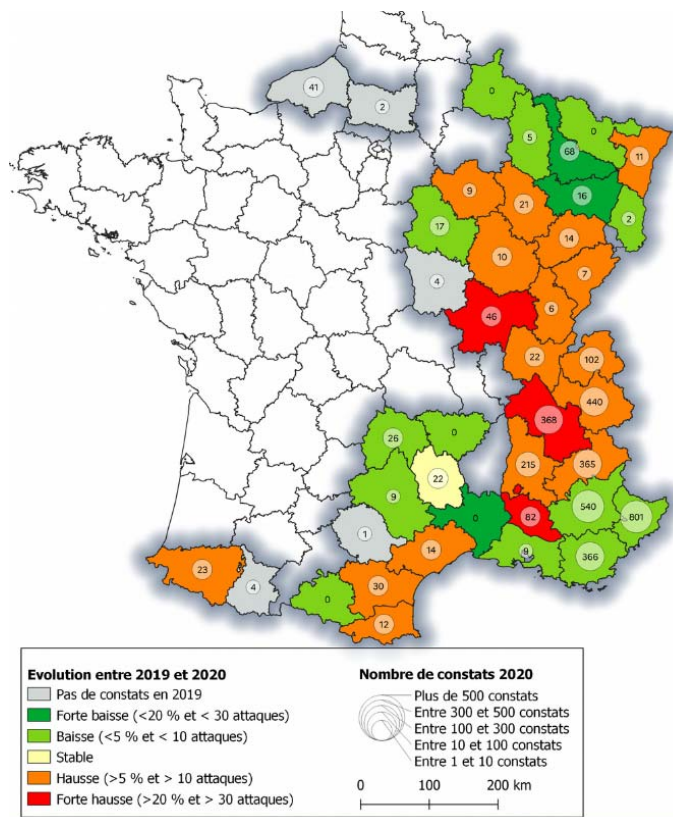 41
2
0
5
0
68
11
16
2
9
21
17
14
10
7
4
6
46
22
102
440
368
26
0
22
215
365
9
540
801
0
82
1
14
9
366
23
4
0
30
12
Evolution entre 2019 et 2020
Pas de constats en 2019
Forte baisse (<20 % et < 30 attaques)
Baisse (<5 % et < 10 attaques)
Stable
Hausse (>5 % et > 10 attaques)
Forte hausse (>20 % et > 30 attaques)
Nombre de constats 2020
Plus de 500 constats
Entre 300 et 500 constats
Entre 100 et 300 constats
Entre 10 et 100 constats
Entre 1 et 10 constats
0 100 200 km